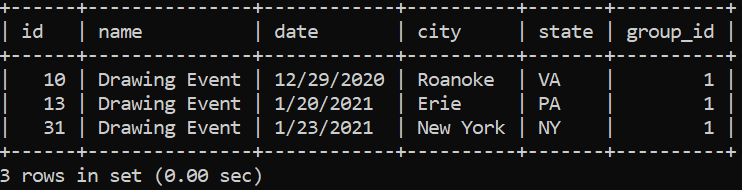 +------+---------------+------------+----------+-------+----------+
| id   | name          | date       | city     | state | group_id |
+------+---------------+------------+----------+-------+----------+
|   10 | Drawing Event | 12/29/2020 | Roanoke  | VA    |        1 |
|   13 | Drawing Event | 1/20/2021  | Erie     | PA    |        1 |
|   31 | Drawing Event | 1/23/2021  | New York | NY    |        1 |
+------+---------------+------------+----------+-------+----------+
3 rows in set (0.00 sec)